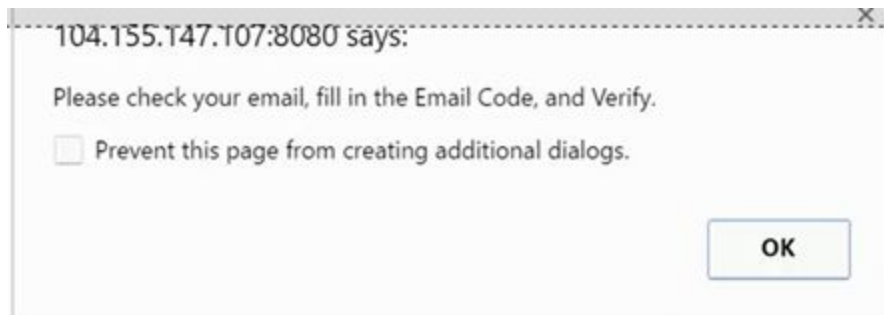 104.155.147.107:8080 says:
Please check your email, fill in the Email Code, and Verify.
Prevent this page from creating additional dialogs.
OK